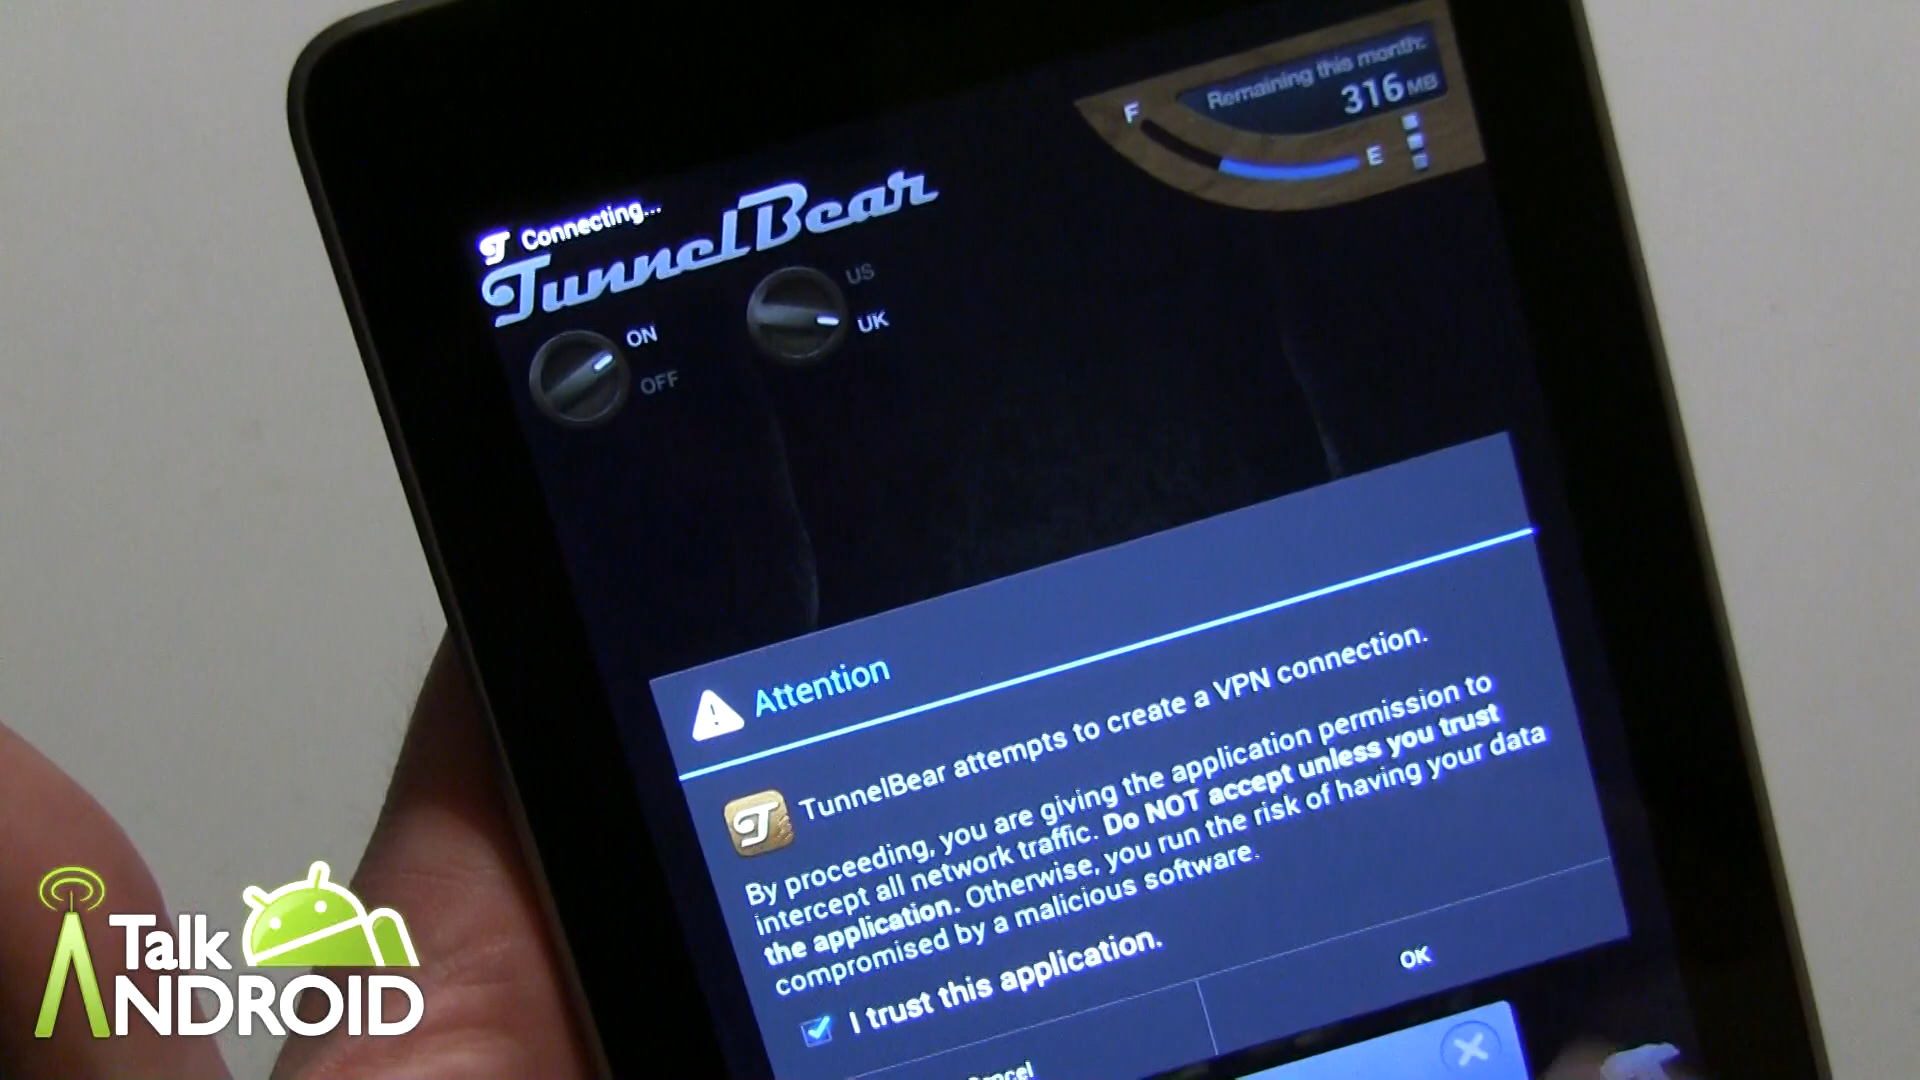 Remaining this month:
316 MB
F
E
Connecting...
TunnelBear
US
ON
UK
OFF
Attention
TunnelBear attempts to create a VPN connection.
By proceeding, you are giving the application permission to
intercept all network traffic. Do NOT accept unless you trust
the application. Otherwise, you run the risk of having your data
compromised by a malicious software.
I trust this application.
OK
Cancel
Talk
ANDROID